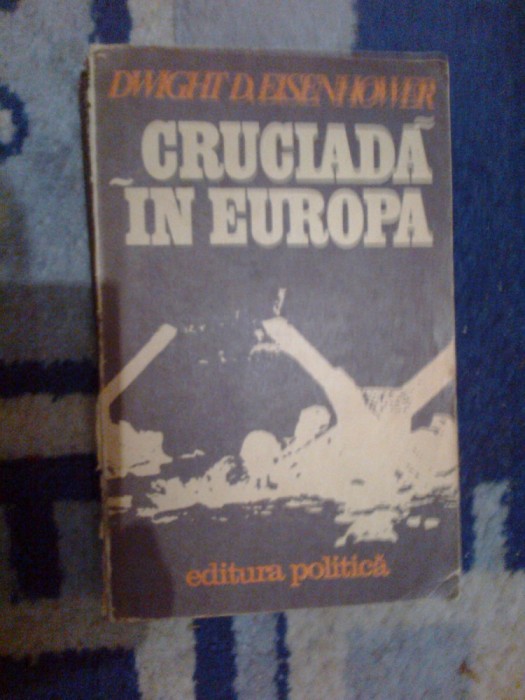 DWIGHT D. EISENHOWER
CRUCIADĂ
ÎN EUROPA
editura politică